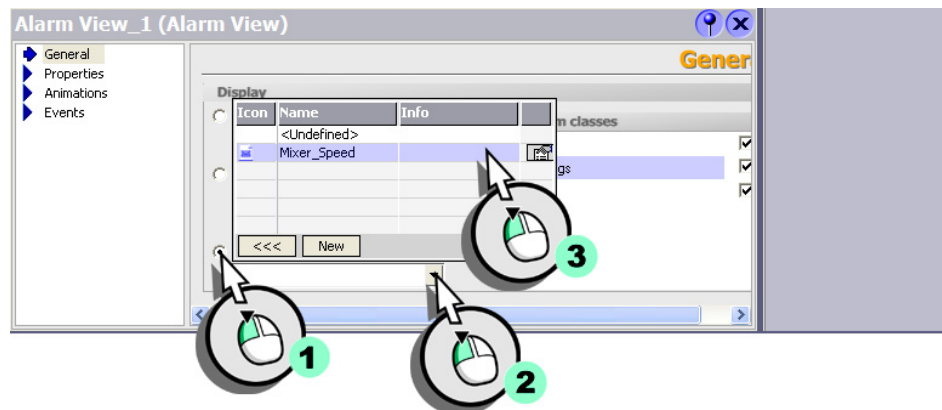 Alarm View_1 (Alarm View)
General
Properties
Animations
Events
Gener
Display
Icon Name Info
<Undefined>
Mixer_Speed
m classes
gs
<<< New
1
2
3